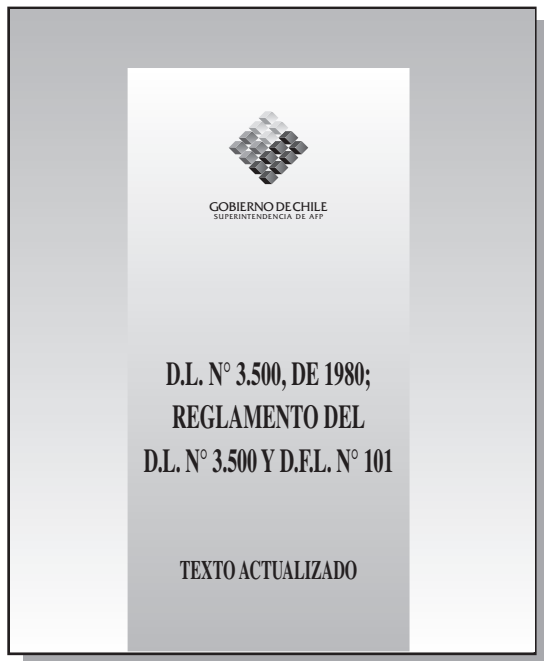 GOBIERNO DE CHILE
SUPERINTENDENCIA DE AFP
D.L. N° 3.500, DE 1980;
REGLAMENTO DEL
D.L. N° 3.500 Y D.F.L. N° 101
TEXTO ACTUALIZADO